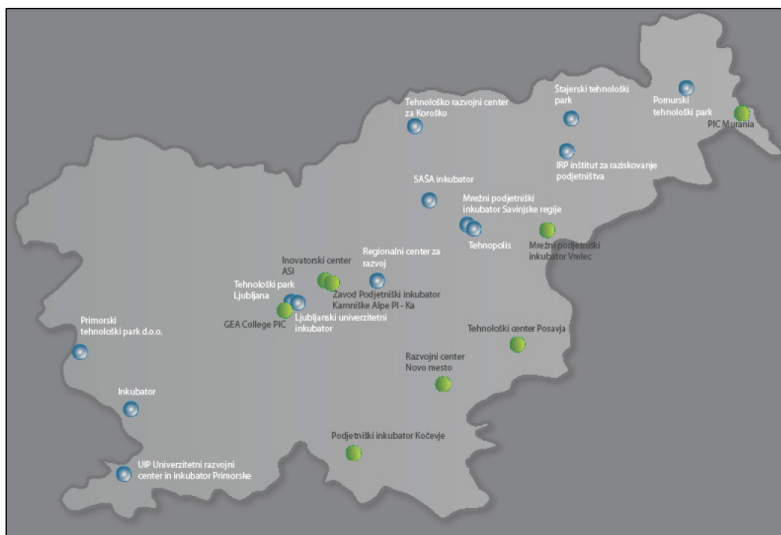 Tehnološko razvojni center
za Koroško
Štajerski tehnološki
park
Pomurski
tehnološki park
PIC Murania
IRP inštitut za raziskovanje
podjetništva
SAŠA inkubator
Mrežni podjetniški
inkubator Savinjske regije
Tehnopolis
Mrežni podjetniški
inkubator Vrelec
Regionalni center za
razvoj
Inovatorski center
ASI
Zavod Podjetniški inkubator
Kamniške Alpe PI - Ka
Tehnološki park
Ljubljana
Ljubljanski univerzitetni
inkubator
GEA College PIC
Primorski
tehnološki park d.o.o.
Tehnološki center Posavja
Razvojni center
Novo mesto
Inkubator
Podjetniški inkubator Kočevje
UIP Univerzitetni razvojni
center in inkubator Primorske